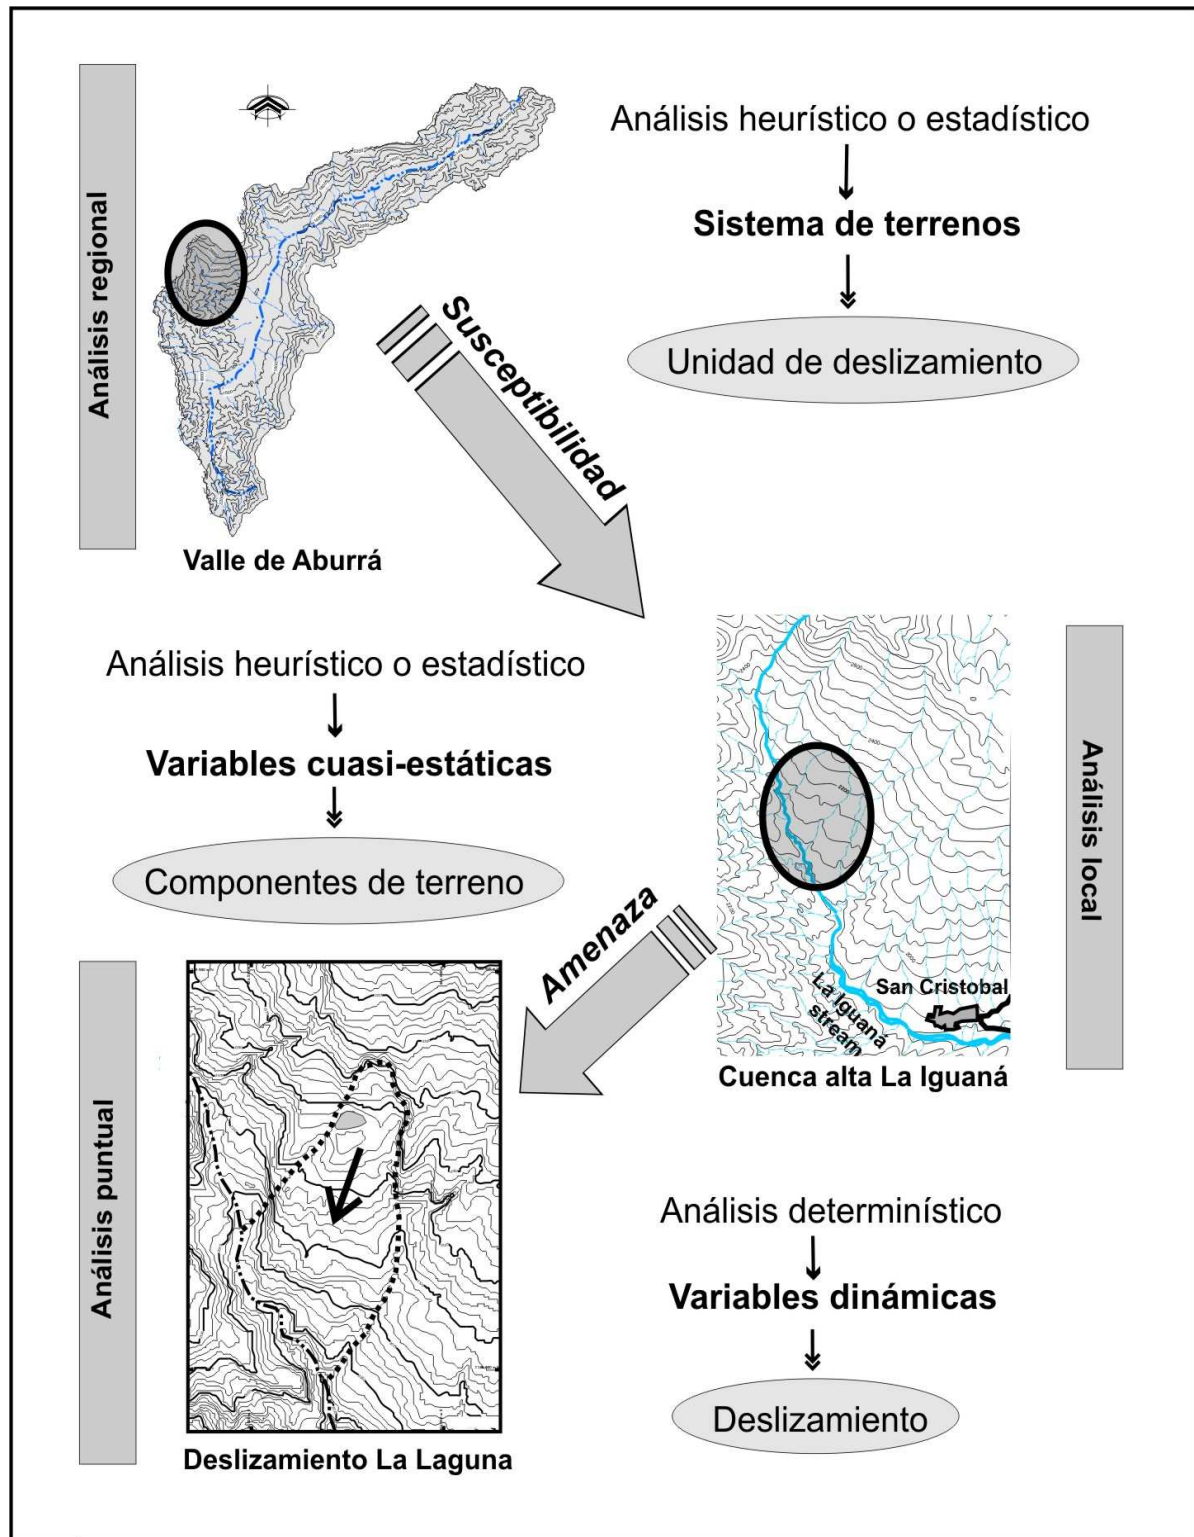 Análisis regional
Análisis heurístico o estadístico
Sistema de terrenos
Unidad de deslizamiento
Susceptibilidad
Valle de Aburrá
Análisis heurístico o estadístico
Variables cuasi-estáticas
Componentes de terreno
Análisis local
2400
San Cristobal
La Iguaná
stream
Cuenca alta La Iguaná
Amenaza
Análisis puntual
Deslizamiento La Laguna
Análisis determinístico
Variables dinámicas
Deslizamiento